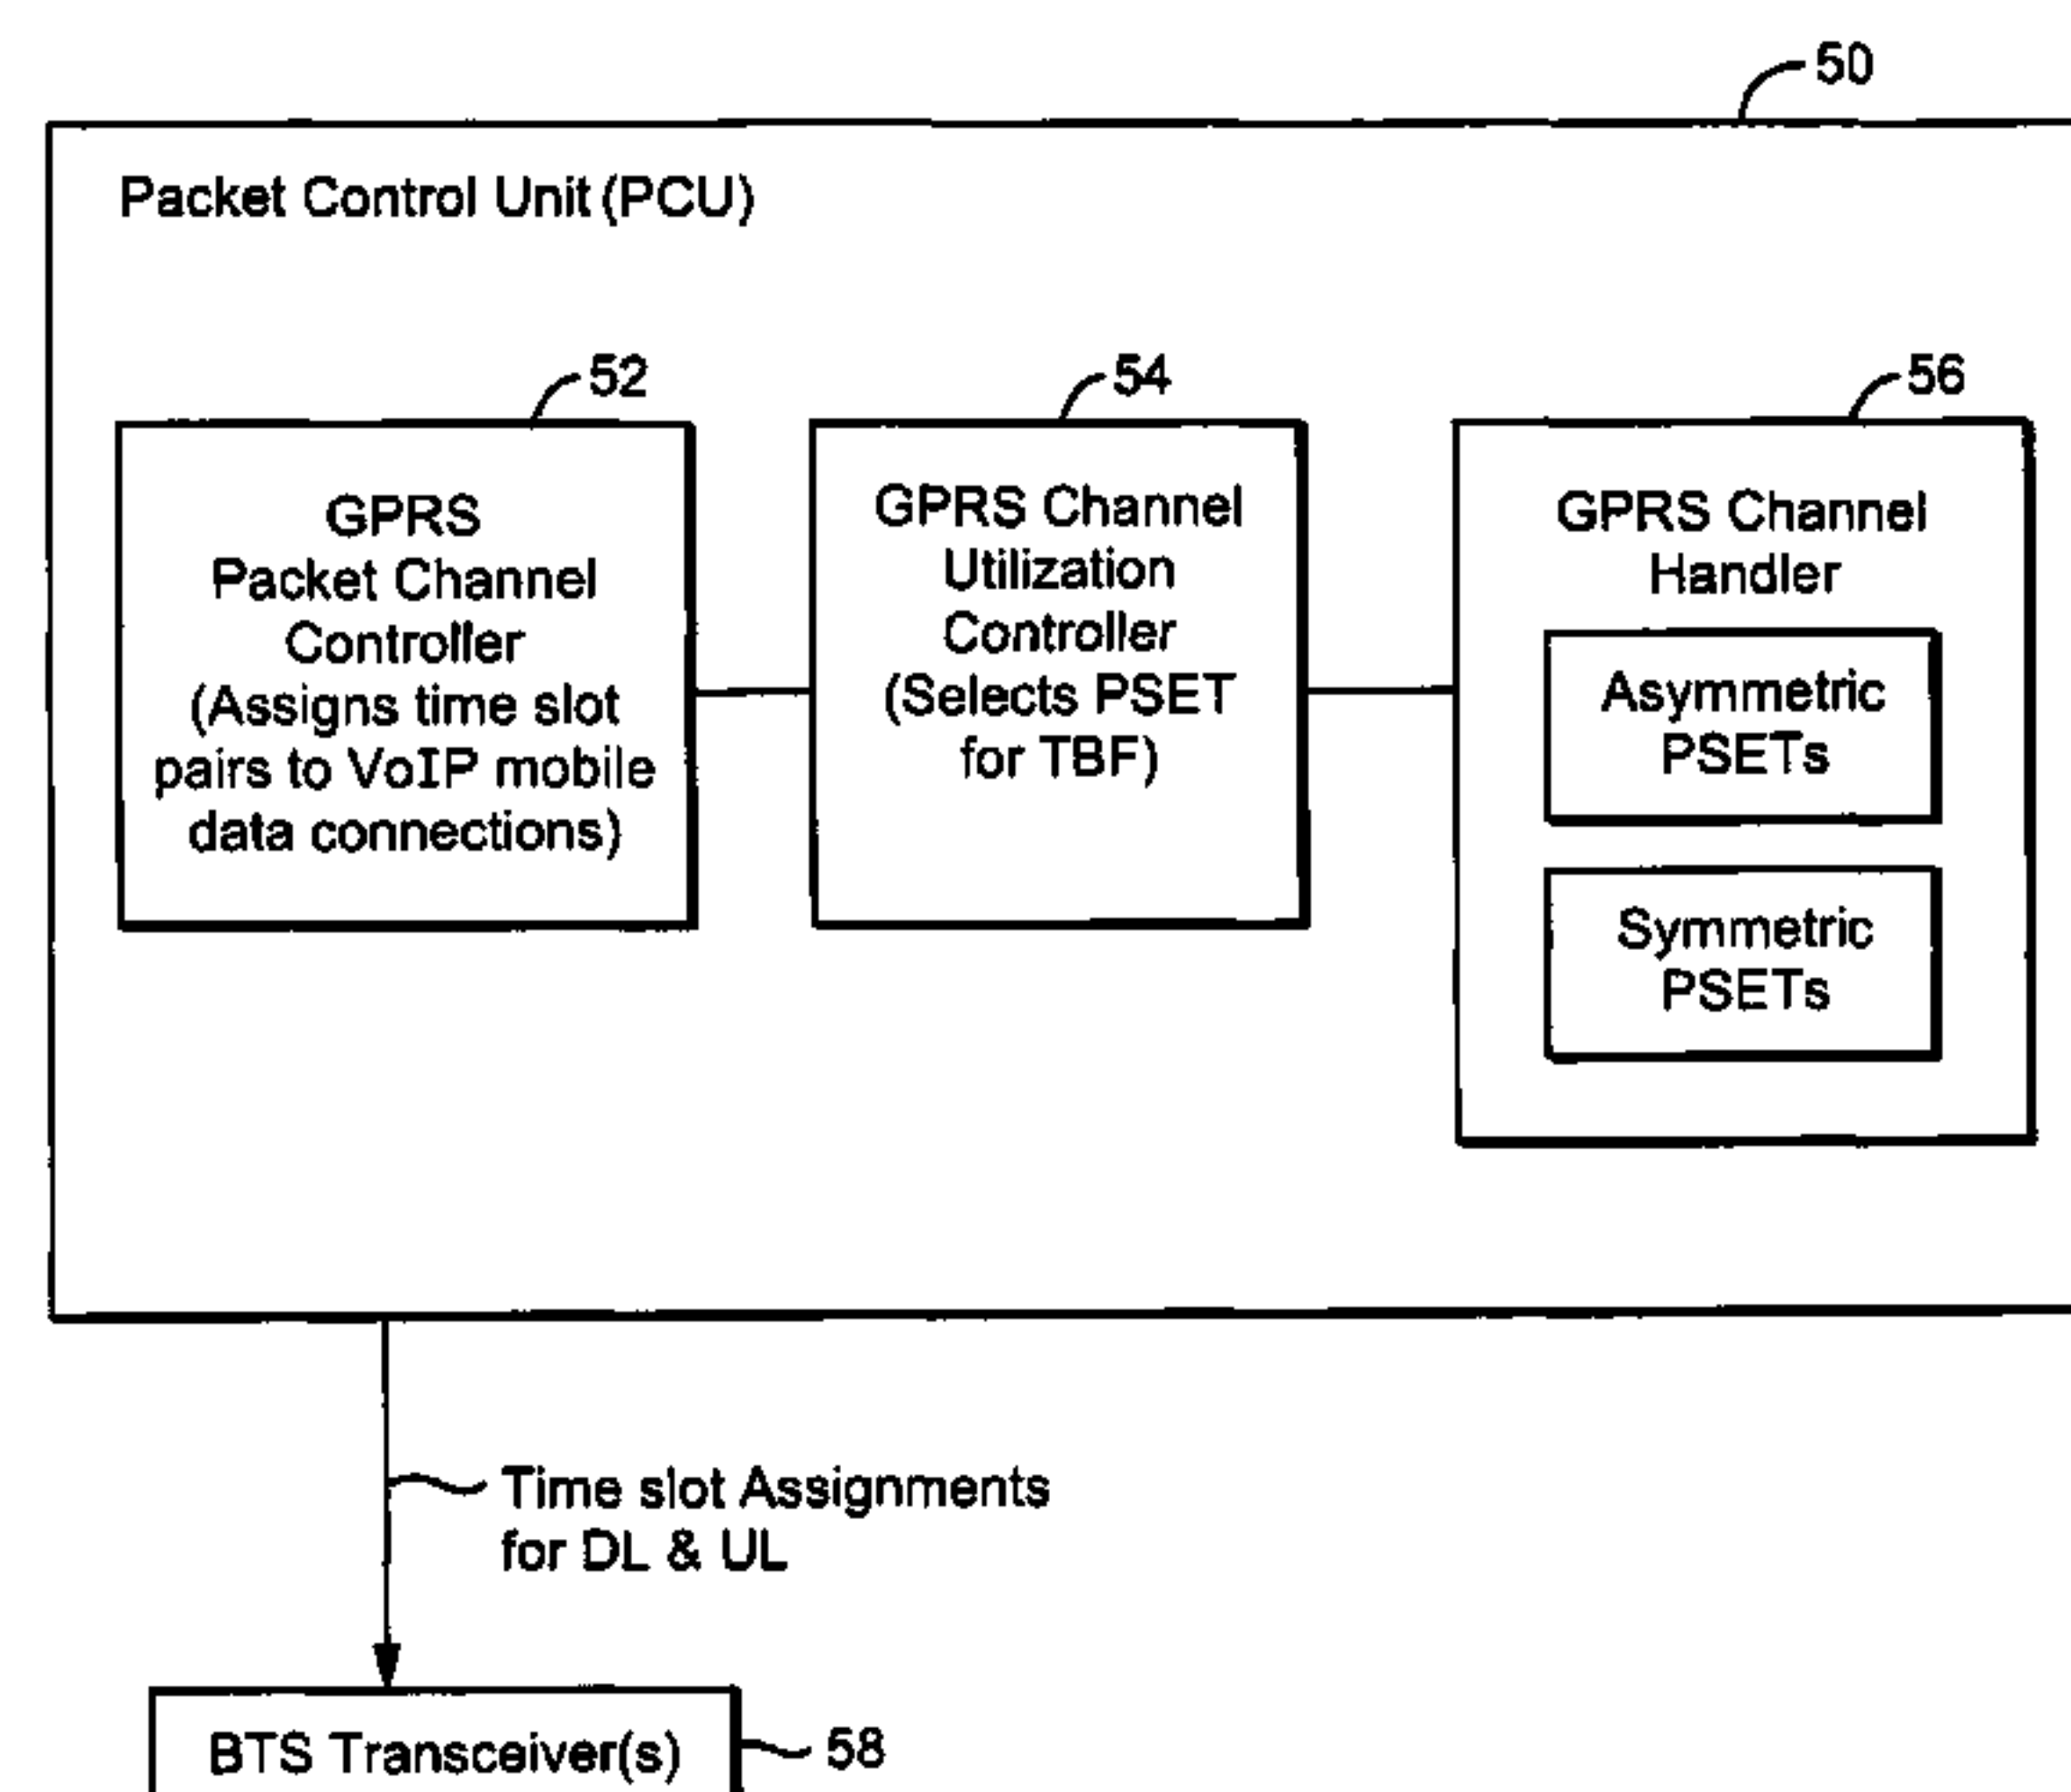 50
Packet Control Unit (PCU)
52
54
56
GPRS
Packet Channel
Controller
(Assigns time slot
pairs to VoIP mobile
data connections)
GPRS Channel
Utilization
Controller
(Selects PSET
for TBF)
GPRS Channel
Handler
Asymmetric
PSETs
Symmetric
PSETs
Time slot Assignments
for DL & UL
BTS Transceiver(s)
58